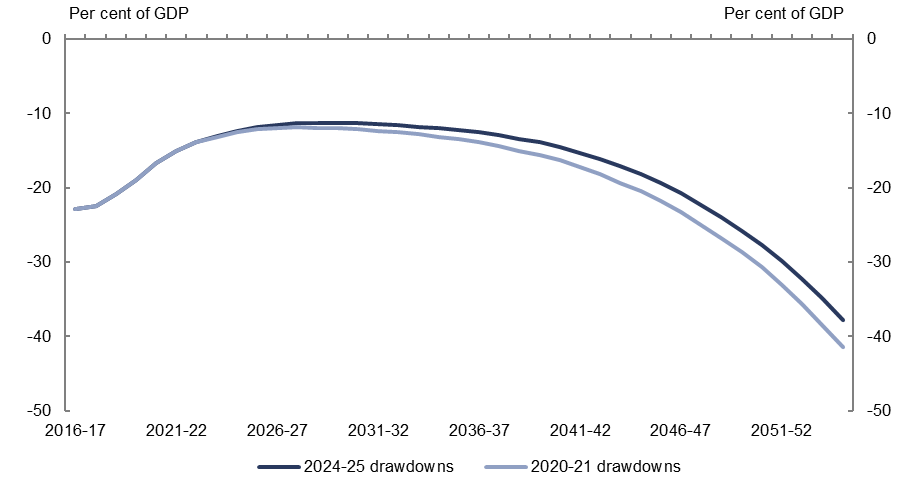 Per cent of GDP Per cent of GDP
0 0
-10 -10
-20 -20
-30 -30
-40 -40
-50 -50
2016-17 2021-22 2026-27 2031-32 2036-37 2041-42 2046-47 2051-52
2024-25 drawdowns 2020-21 drawdowns